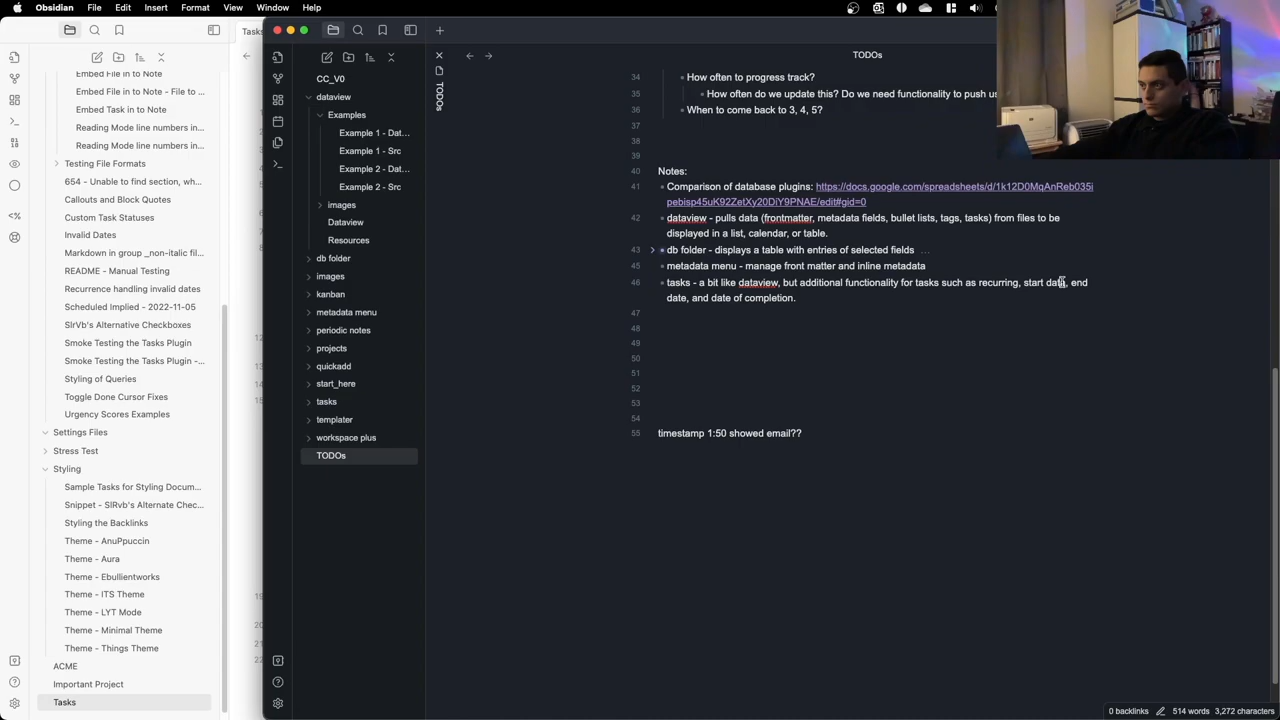 Obsidian File Edit Insert Format View Window Help
Embed File in to Note
Embed File in to Note - File to ...
Embed Task in to Note
Reading Mode line numbers in...
Reading Mode line numbers in...
Testing File Formats
654 - Unable to find section, wh...
Callouts and Block Quotes
Custom Task Statuses
Invalid Dates
Markdown in group _non-italic fi...
README - Manual Testing
Recurrence handling invalid dates
Scheduled Implied - 2022-11-05
SlrVb's Alternative Checkboxes
Smoke Testing the Tasks Plugin
Smoke Testing the Tasks Plugin -...
Styling of Queries
Toggle Done Cursor Fixes
Urgency Scores Examples
Settings Files
Stress Test
Styling
Sample Tasks for Styling Docum...
Snippet - SlRvb's Alternate Chec...
Styling the Backlinks
Theme - AnuPpuccin
Theme - Aura
Theme - Ebullientworks
Theme - ITS Theme
Theme - LYT Mode
Theme - Minimal Theme
Theme - Things Theme
ACME
Important Project
Tasks
Tasks
CC_V0
dataview
Examples
Example 1 - Dat...
Example 1 - Src
Example 2 - Dat...
Example 2 - Src
images
Dataview
Resources
db folder
images
kanban
metadata menu
periodic notes
projects
quickadd
start_here
tasks
templater
workspace plus
TODOs
TODOs
TODOs
34 How often to progress track?
35 How often do we update this? Do we need functionality to push us
36 When to come back to 3, 4, 5?
37
38
39
40 Notes:
41 Comparison of database plugins: https://docs.google.com/spreadsheets/d/1k12D0MqAnReb035i
pebisp45uK92ZetXy20DiY9PNAE/edit#gid=0
42 dataview - pulls data (frontmatter, metadata fields, bullet lists, tags, tasks) from files to be
displayed in a list, calendar, or table.
43 db folder - displays a table with entries of selected fields ...
45 metadata menu - manage front matter and inline metadata
46 tasks - a bit like dataview, but additional functionality for tasks such as recurring, start data, end
date, and date of completion.
47
48
49
50
51
52
53
54
55 timestamp 1:50 showed email??
0 backlinks 514 words 3,272 characters